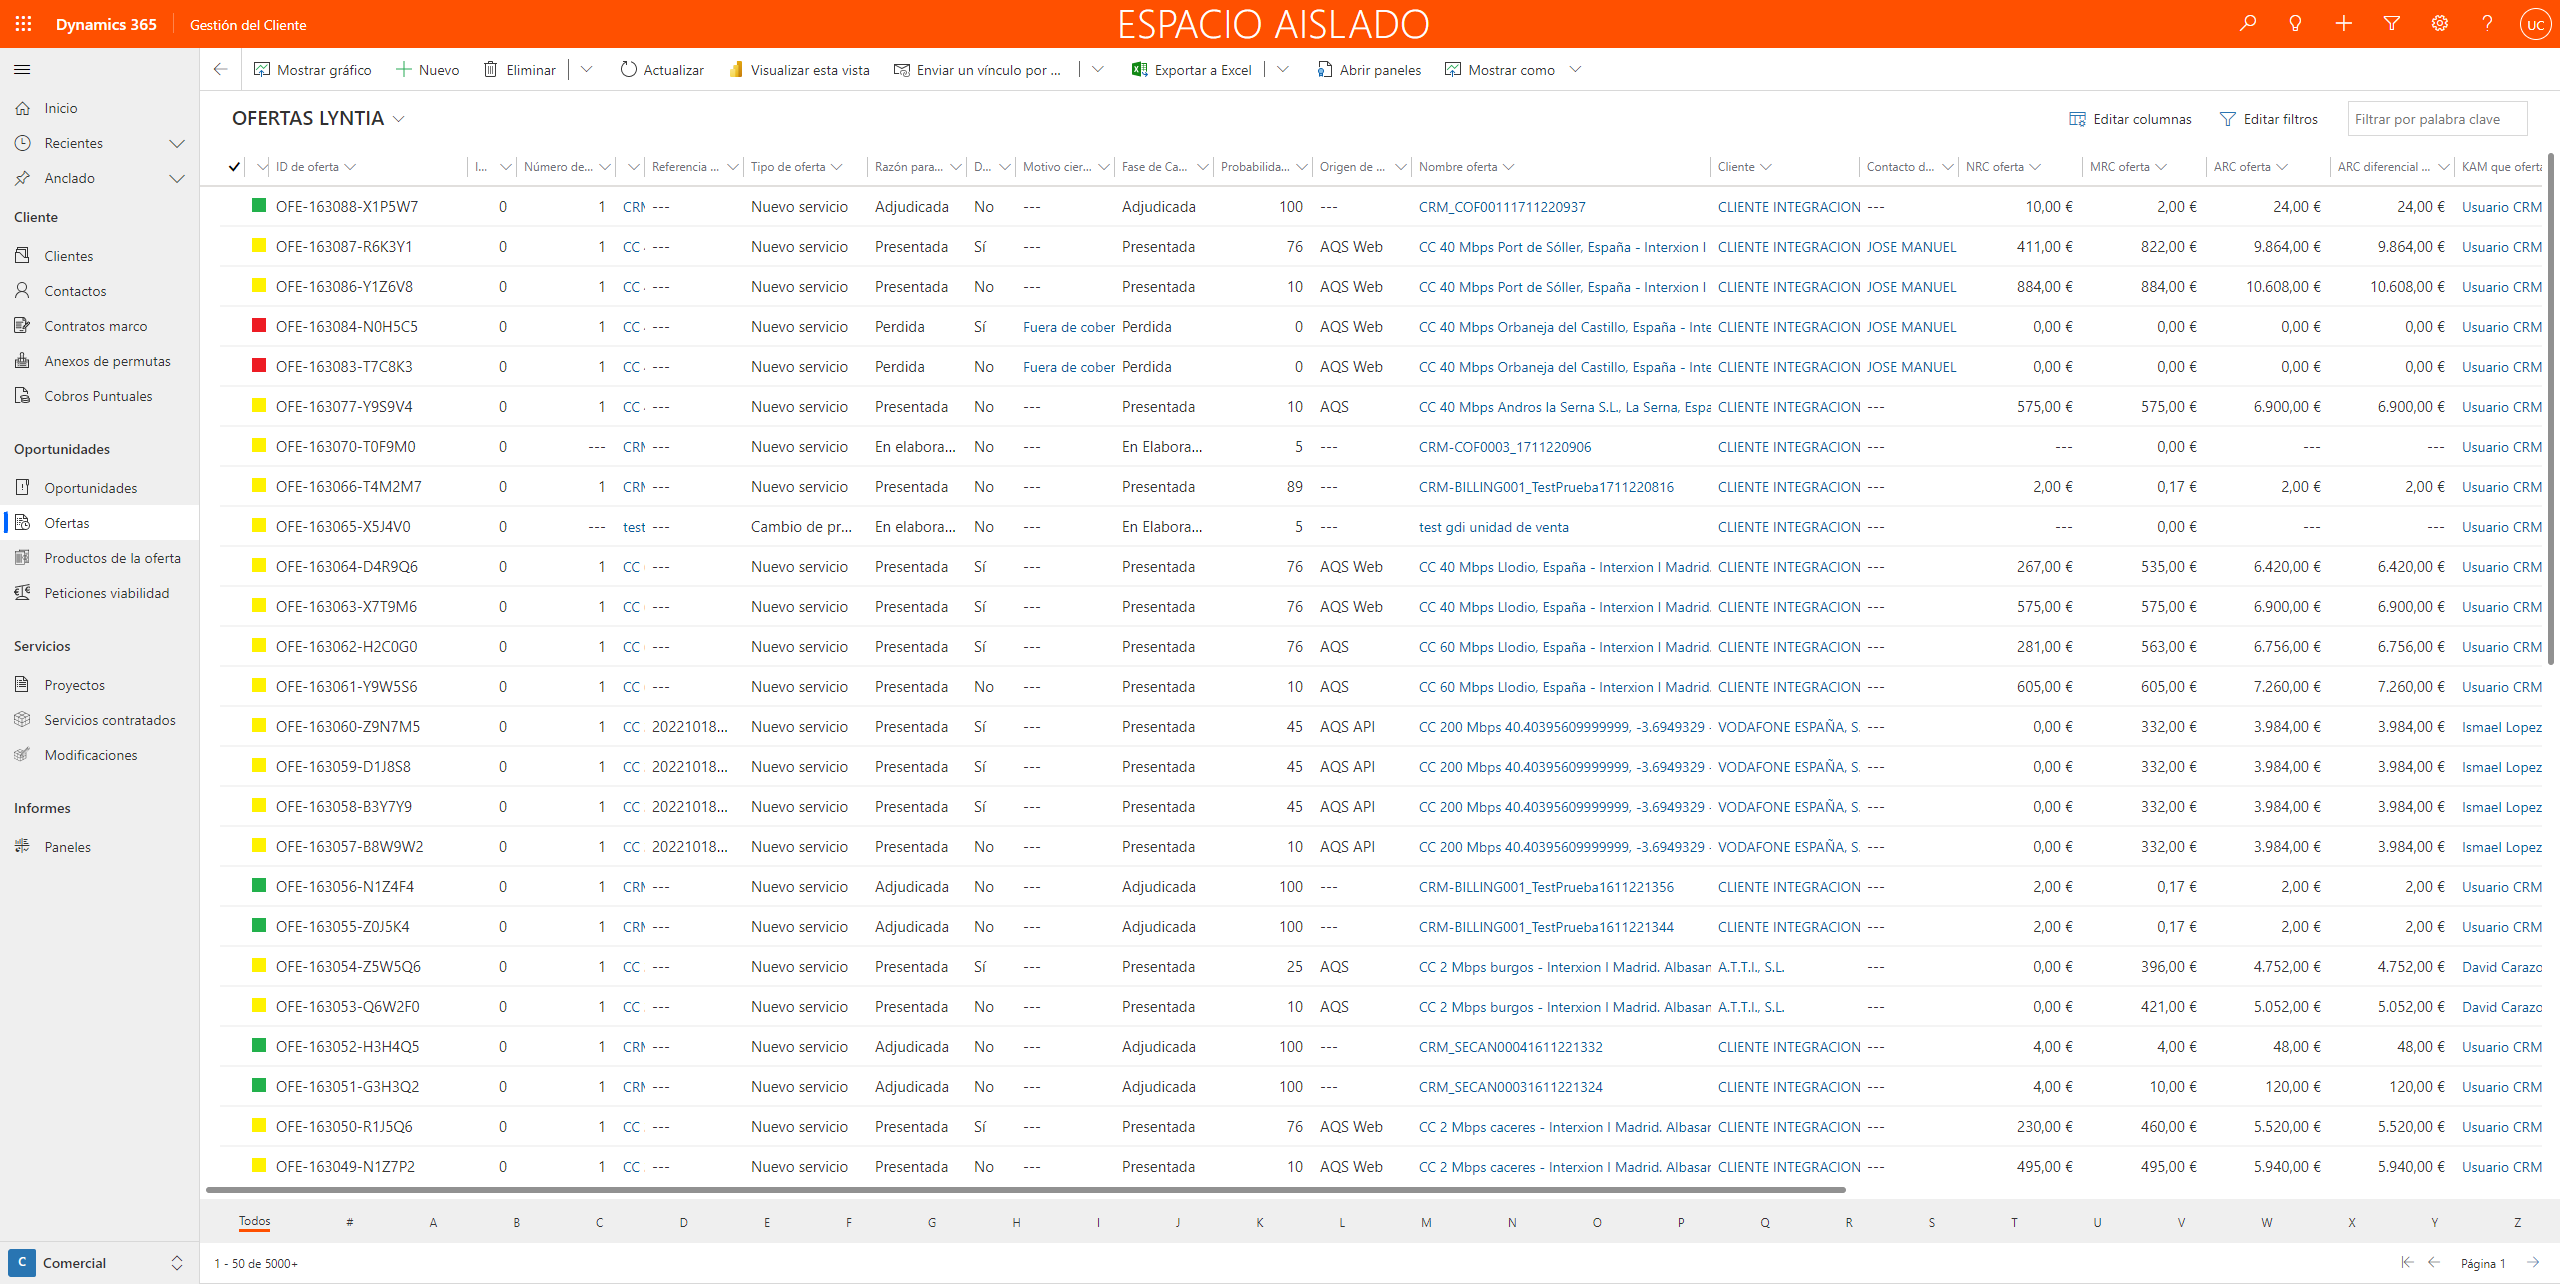 Dynamics 365 Gestión del Cliente ESPACIO AISLADO UC
Mostrar gráfico Nuevo Eliminar Actualizar Visualizar esta vista Enviar un vínculo por ... Exportar a Excel Abrir paneles Mostrar como
Inicio
Recientes
Anclado
Cliente
Clientes
Contactos
Contratos marco
Anexos de permutas
Cobros Puntuales
Oportunidades
Oportunidades
Ofertas
Productos de la oferta
Peticiones viabilidad
Servicios
Proyectos
Servicios contratados
Modificaciones
Informes
Paneles
C Comercial
OFERTAS LYNTIA Editar columnas Editar filtros Filtrar por palabra clave
ID de oferta I... Número de... Referencia ... Tipo de oferta Razón para... D... Motivo cier... Fase de Ca... Probabilida... Origen de ... Nombre oferta Cliente Contacto d... NRC oferta MRC oferta ARC oferta ARC diferencial ... KAM que oferta
OFE-163088-X1P5W7 0 1 CRM --- Nuevo servicio Adjudicada No --- Adjudicada 100 --- CRM_COF00111711220937 CLIENTE INTEGRACION --- 10,00 € 2,00 € 24,00 € 24,00 € Usuario CRM
OFE-163087-R6K3Y1 0 1 CC --- Nuevo servicio Presentada Sí --- Presentada 76 AQS Web CC 40 Mbps Port de Sóller, España - Interxion I CLIENTE INTEGRACION JOSE MANUEL 411,00 € 822,00 € 9.864,00 € 9.864,00 € Usuario CRM
OFE-163086-Y1Z6V8 0 1 CC --- Nuevo servicio Presentada No --- Presentada 10 AQS Web CC 40 Mbps Port de Sóller, España - Interxion I CLIENTE INTEGRACION JOSE MANUEL 884,00 € 884,00 € 10.608,00 € 10.608,00 € Usuario CRM
OFE-163084-N0H5C5 0 1 CC --- Nuevo servicio Perdida Sí Fuera de cober Perdida 0 AQS Web CC 40 Mbps Orbaneja del Castillo, España - Inte CLIENTE INTEGRACION JOSE MANUEL 0,00 € 0,00 € 0,00 € 0,00 € Usuario CRM
OFE-163083-T7C8K3 0 1 CC --- Nuevo servicio Perdida No Fuera de cober Perdida 0 AQS Web CC 40 Mbps Orbaneja del Castillo, España - Inte CLIENTE INTEGRACION JOSE MANUEL 0,00 € 0,00 € 0,00 € 0,00 € Usuario CRM
OFE-163077-Y9S9V4 0 1 CC --- Nuevo servicio Presentada No --- Presentada 10 AQS CC 40 Mbps Andros la Serna S.L., La Serna, Espa CLIENTE INTEGRACION --- 575,00 € 575,00 € 6.900,00 € 6.900,00 € Usuario CRM
OFE-163070-T0F9M0 0 --- CRM --- Nuevo servicio En elabora... No --- En Elabora... 5 --- CRM-COF0003_1711220906 CLIENTE INTEGRACION --- --- 0,00 € --- --- Usuario CRM
OFE-163066-T4M2M7 0 1 CRM --- Nuevo servicio Presentada No --- Presentada 89 --- CRM-BILLING001_TestPrueba1711220816 CLIENTE INTEGRACION --- 2,00 € 0,17 € 2,00 € 2,00 € Usuario CRM
OFE-163065-X5J4V0 0 --- test --- Cambio de pr... En elabora... No --- En Elabora... 5 --- test gdi unidad de venta CLIENTE INTEGRACION --- --- 0,00 € --- --- Usuario CRM
OFE-163064-D4R9Q6 0 1 CC --- Nuevo servicio Presentada Sí --- Presentada 76 AQS Web CC 40 Mbps Llodio, España - Interxion I Madrid. CLIENTE INTEGRACION --- 267,00 € 535,00 € 6.420,00 € 6.420,00 € Usuario CRM
OFE-163063-X7T9M6 0 1 CC --- Nuevo servicio Presentada Sí --- Presentada 76 AQS Web CC 40 Mbps Llodio, España - Interxion I Madrid. CLIENTE INTEGRACION --- 575,00 € 575,00 € 6.900,00 € 6.900,00 € Usuario CRM
OFE-163062-H2C0G0 0 1 CC --- Nuevo servicio Presentada Sí --- Presentada 76 AQS CC 60 Mbps Llodio, España - Interxion I Madrid. CLIENTE INTEGRACION --- 281,00 € 563,00 € 6.756,00 € 6.756,00 € Usuario CRM
OFE-163061-Y9W5S6 0 1 CC --- Nuevo servicio Presentada No --- Presentada 10 AQS CC 60 Mbps Llodio, España - Interxion I Madrid. CLIENTE INTEGRACION --- 605,00 € 605,00 € 7.260,00 € 7.260,00 € Usuario CRM
OFE-163060-Z9N7M5 0 1 CC 20221018... Nuevo servicio Presentada Sí --- Presentada 45 AQS API CC 200 Mbps 40.40395609999999, -3.6949329 - VODAFONE ESPAÑA, S. --- 0,00 € 332,00 € 3.984,00 € 3.984,00 € Ismael Lopez
OFE-163059-D1J8S8 0 1 CC 20221018... Nuevo servicio Presentada Sí --- Presentada 45 AQS API CC 200 Mbps 40.40395609999999, -3.6949329 - VODAFONE ESPAÑA, S. --- 0,00 € 332,00 € 3.984,00 € 3.984,00 € Ismael Lopez
OFE-163058-B3Y7Y9 0 1 CC 20221018... Nuevo servicio Presentada Sí --- Presentada 45 AQS API CC 200 Mbps 40.40395609999999, -3.6949329 - VODAFONE ESPAÑA, S. --- 0,00 € 332,00 € 3.984,00 € 3.984,00 € Ismael Lopez
OFE-163057-B8W9W2 0 1 CC 20221018... Nuevo servicio Presentada No --- Presentada 10 AQS API CC 200 Mbps 40.40395609999999, -3.6949329 - VODAFONE ESPAÑA, S. --- 0,00 € 332,00 € 3.984,00 € 3.984,00 € Ismael Lopez
OFE-163056-N1Z4F4 0 1 CRM --- Nuevo servicio Adjudicada No --- Adjudicada 100 --- CRM-BILLING001_TestPrueba1611221356 CLIENTE INTEGRACION --- 2,00 € 0,17 € 2,00 € 2,00 € Usuario CRM
OFE-163055-Z0J5K4 0 1 CRM --- Nuevo servicio Adjudicada No --- Adjudicada 100 --- CRM-BILLING001_TestPrueba1611221344 CLIENTE INTEGRACION --- 2,00 € 0,17 € 2,00 € 2,00 € Usuario CRM
OFE-163054-Z5W5Q6 0 1 CC --- Nuevo servicio Presentada Sí --- Presentada 25 AQS CC 2 Mbps burgos - Interxion I Madrid. Albasan A.T.T.I., S.L. --- 0,00 € 396,00 € 4.752,00 € 4.752,00 € David Carazo
OFE-163053-Q6W2F0 0 1 CC --- Nuevo servicio Presentada No --- Presentada 10 AQS CC 2 Mbps burgos - Interxion I Madrid. Albasan A.T.T.I., S.L. --- 0,00 € 421,00 € 5.052,00 € 5.052,00 € David Carazo
OFE-163052-H3H4Q5 0 1 CRM --- Nuevo servicio Adjudicada No --- Adjudicada 100 --- CRM_SECAN00041611221332 CLIENTE INTEGRACION --- 4,00 € 4,00 € 48,00 € 48,00 € Usuario CRM
OFE-163051-G3H3Q2 0 1 CRM --- Nuevo servicio Adjudicada No --- Adjudicada 100 --- CRM_SECAN00031611221324 CLIENTE INTEGRACION --- 4,00 € 10,00 € 120,00 € 120,00 € Usuario CRM
OFE-163050-R1J5Q6 0 1 CC --- Nuevo servicio Presentada Sí --- Presentada 76 AQS Web CC 2 Mbps caceres - Interxion I Madrid. Albasar CLIENTE INTEGRACION --- 230,00 € 460,00 € 5.520,00 € 5.520,00 € Usuario CRM
OFE-163049-N1Z7P2 0 1 CC --- Nuevo servicio Presentada No --- Presentada 10 AQS Web CC 2 Mbps caceres - Interxion I Madrid. Albasar CLIENTE INTEGRACION --- 495,00 € 495,00 € 5.940,00 € 5.940,00 € Usuario CRM
Todos # A B C D E F G H I J K L M N O P Q R S T U V W X Y Z
1 - 50 de 5000+ Página 1